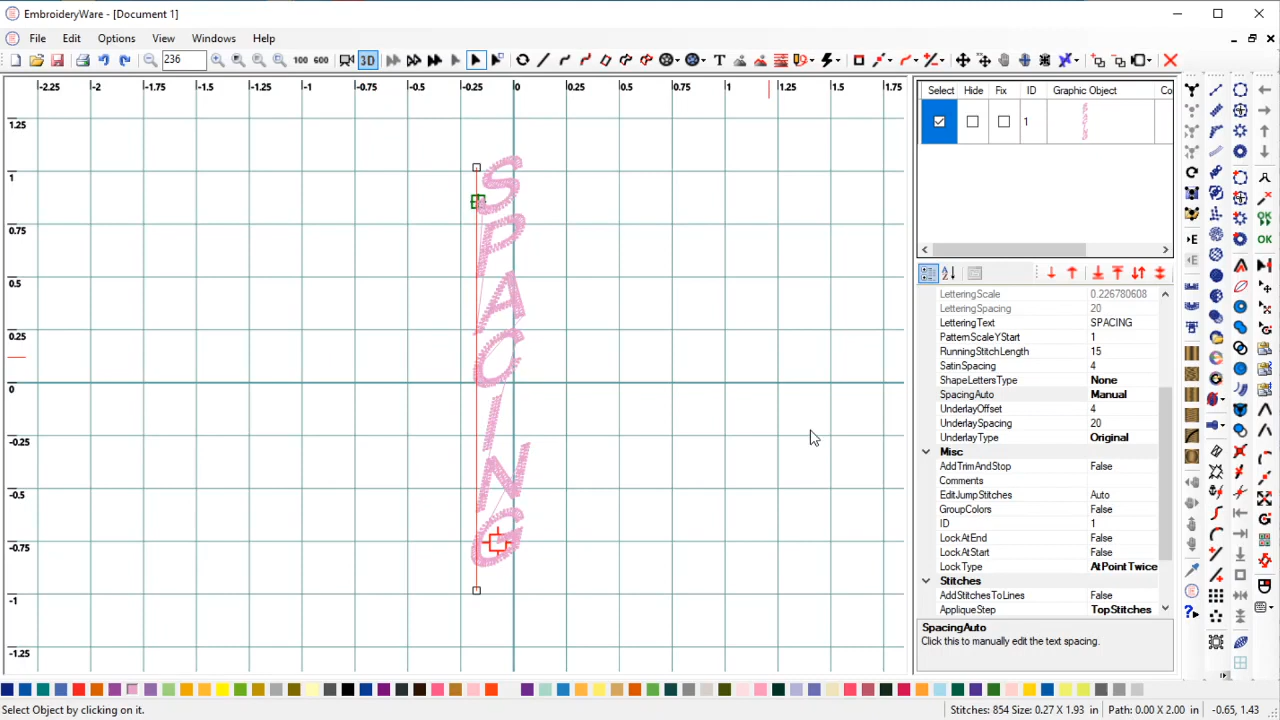 EmbroideryWare - [Document 1]
File Edit Options View Windows Help
236 100 600 3D T
-2.25 -2 -1.75 -1.5 -1.25 -1 -0.75 -0.5 -0.25 0 0.25 0.5 0.75 1 1.25 1.5 1.75
1.25
1
0.75
0.5
0.25
0
-0.25
-0.5
-0.75
-1
-1.25
S
P
A
C
I
N
G
Select Hide Fix ID Graphic Object Co
1
E
E
OK
OK
LetteringScale 0.226780608
LetteringSpacing 20
LetteringText SPACING
PatternScaleYStart 1
RunningStitchLength 15
SatinSpacing 4
ShapeLettersType None
SpacingAuto Manual
UnderlayOffset 4
UnderlaySpacing 20
UnderlayType Original
Misc
AddTrimAndStop False
Comments
EditJumpStitches Auto
GroupColors False
ID 1
LockAtEnd False
LockAtStart False
LockType AtPointTwice
Stitches
AddStitchesToLines False
AppliqueStep TopStitches
SpacingAuto
Click this to manually edit the text spacing.
Select Object by clicking on it. Stitches: 854 Size: 0.27 X 1.93 in Path: 0.00 X 2.00 in -0.65, 1.43